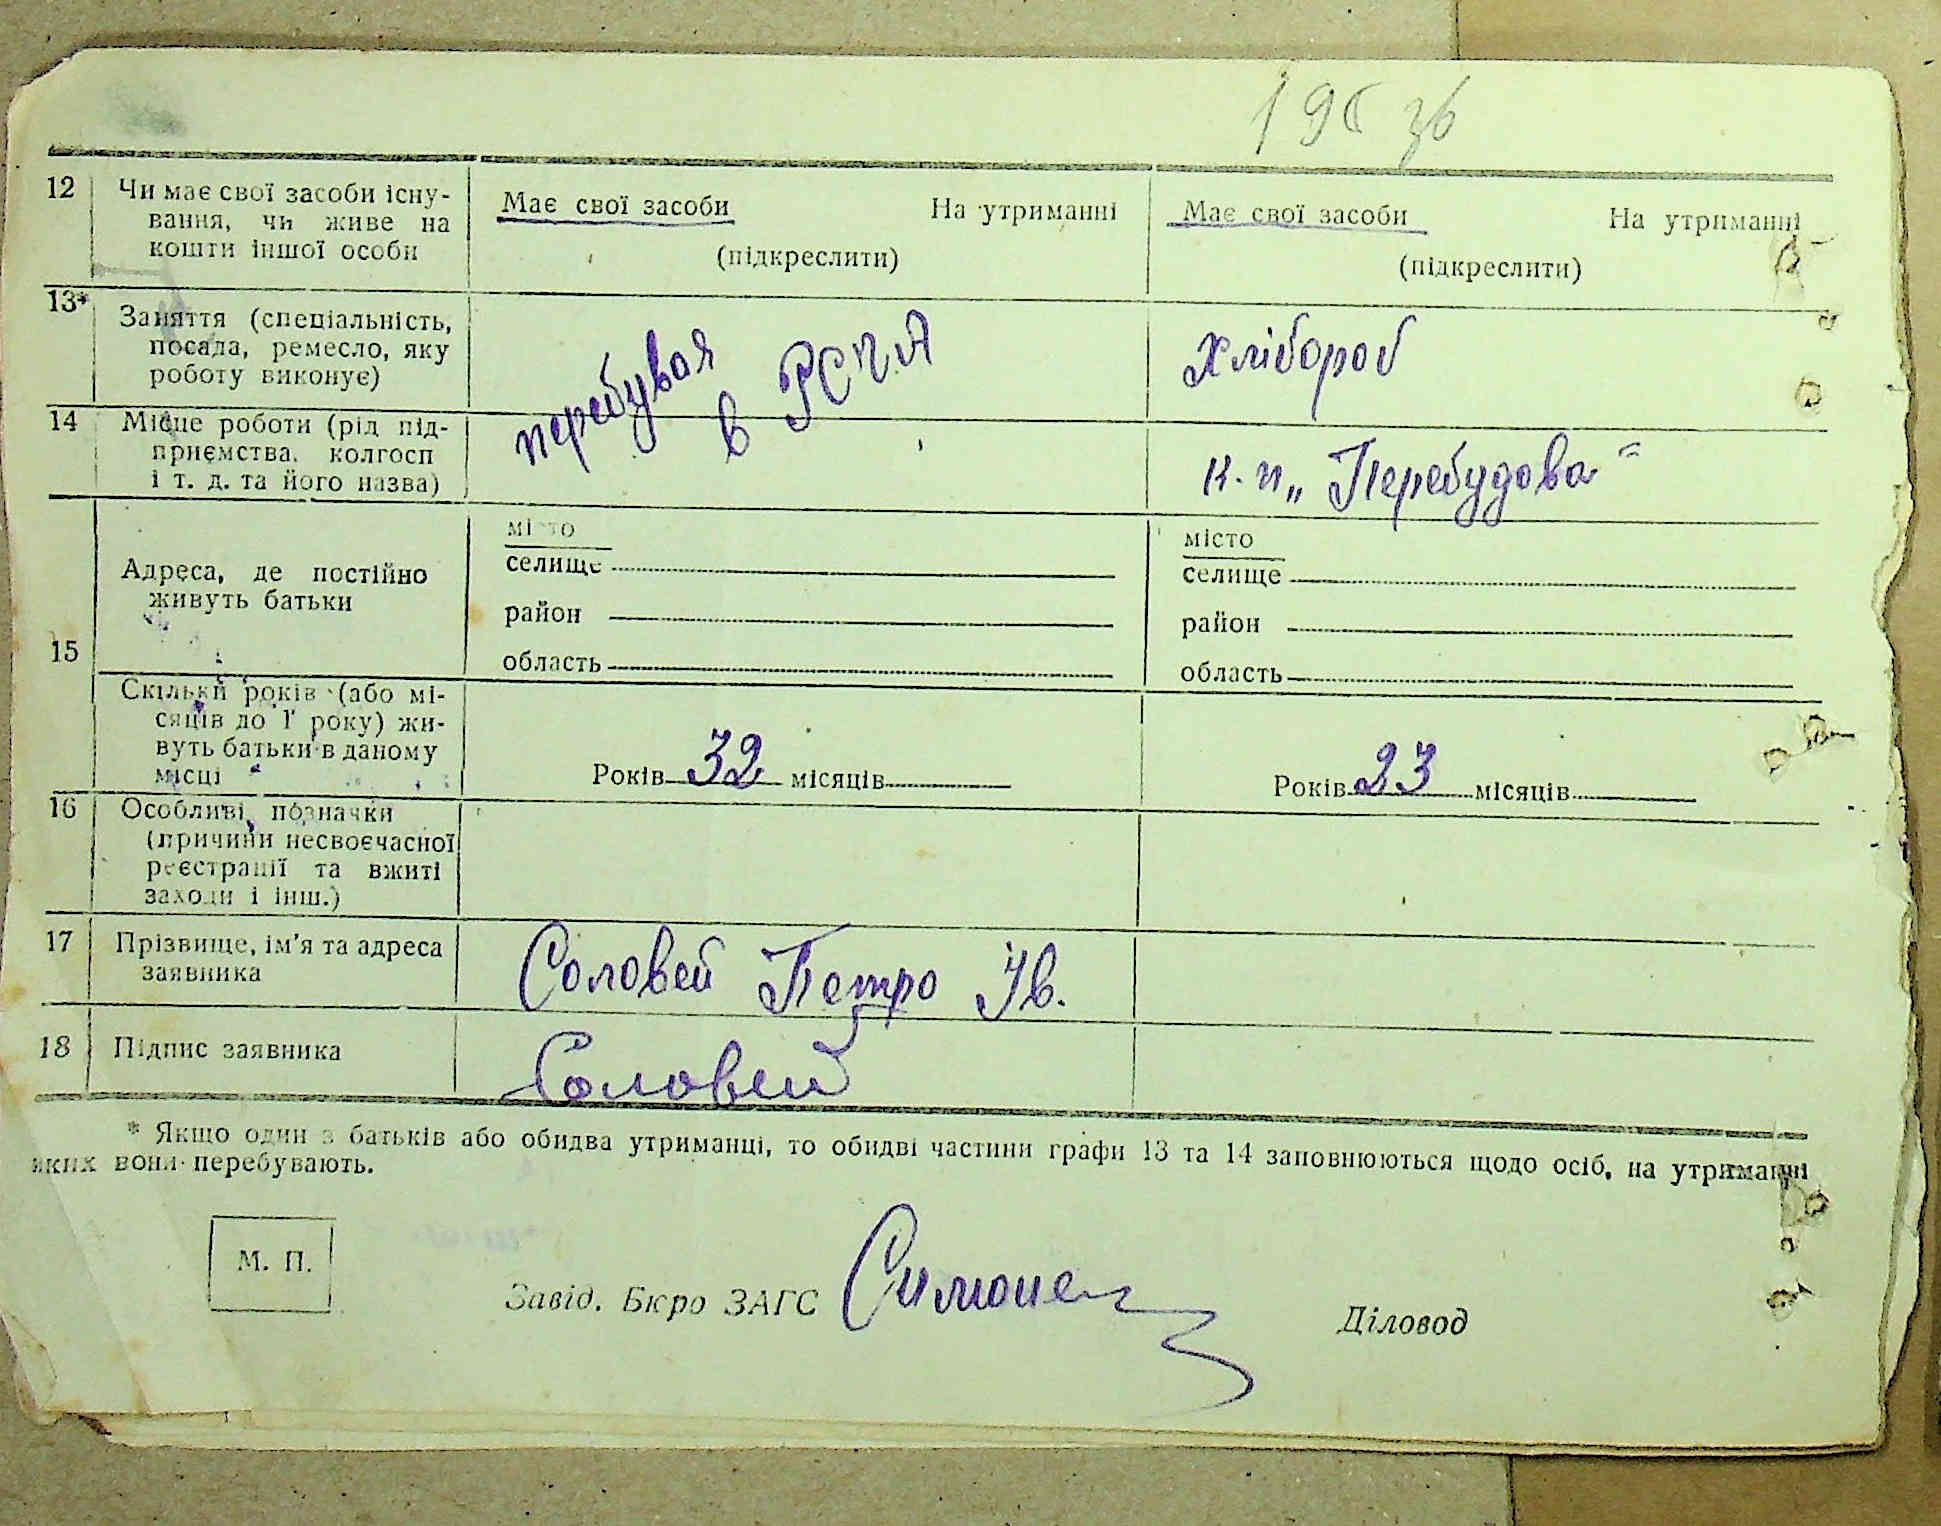 195 зв
12 Чи має свої засоби існу-
вання, чи живе на
кошти іншої особи
Має свої засоби На утриманні
(підкреслити)
Має свої засоби На утриманні
(підкреслити)
13* Заняття (спеціальність,
посада, ремесло, яку
роботу виконує)
перебував
в РСЧА
Хлібороб
14 Місце роботи (рід під-
приємства, колгосп
і т. д. та його назва)
к-п „Перебудова"
15
Адреса, де постійно
живуть батьки
місто
селище
район
область
місто
селище
район
область
Скільки років (або мі-
сяців до 1 року) жи-
вуть батьки в даному
місці
Років 32 місяців
Років 23 місяців
16 Особливі позначки
(причини несвоєчасної
реєстрації та вжиті
заходи і інш.)
17 Прізвище, ім'я та адреса
заявника
Соловей Петро Ів.
18 Підпис заявника
Соловей
* Якщо один з батьків або обидва утриманці, то обидві частини графи 13 та 14 заповнюються щодо осіб, на утриманні
яких вони перебувають.
М. П.
Завід. Бюро ЗАГС
Діловод